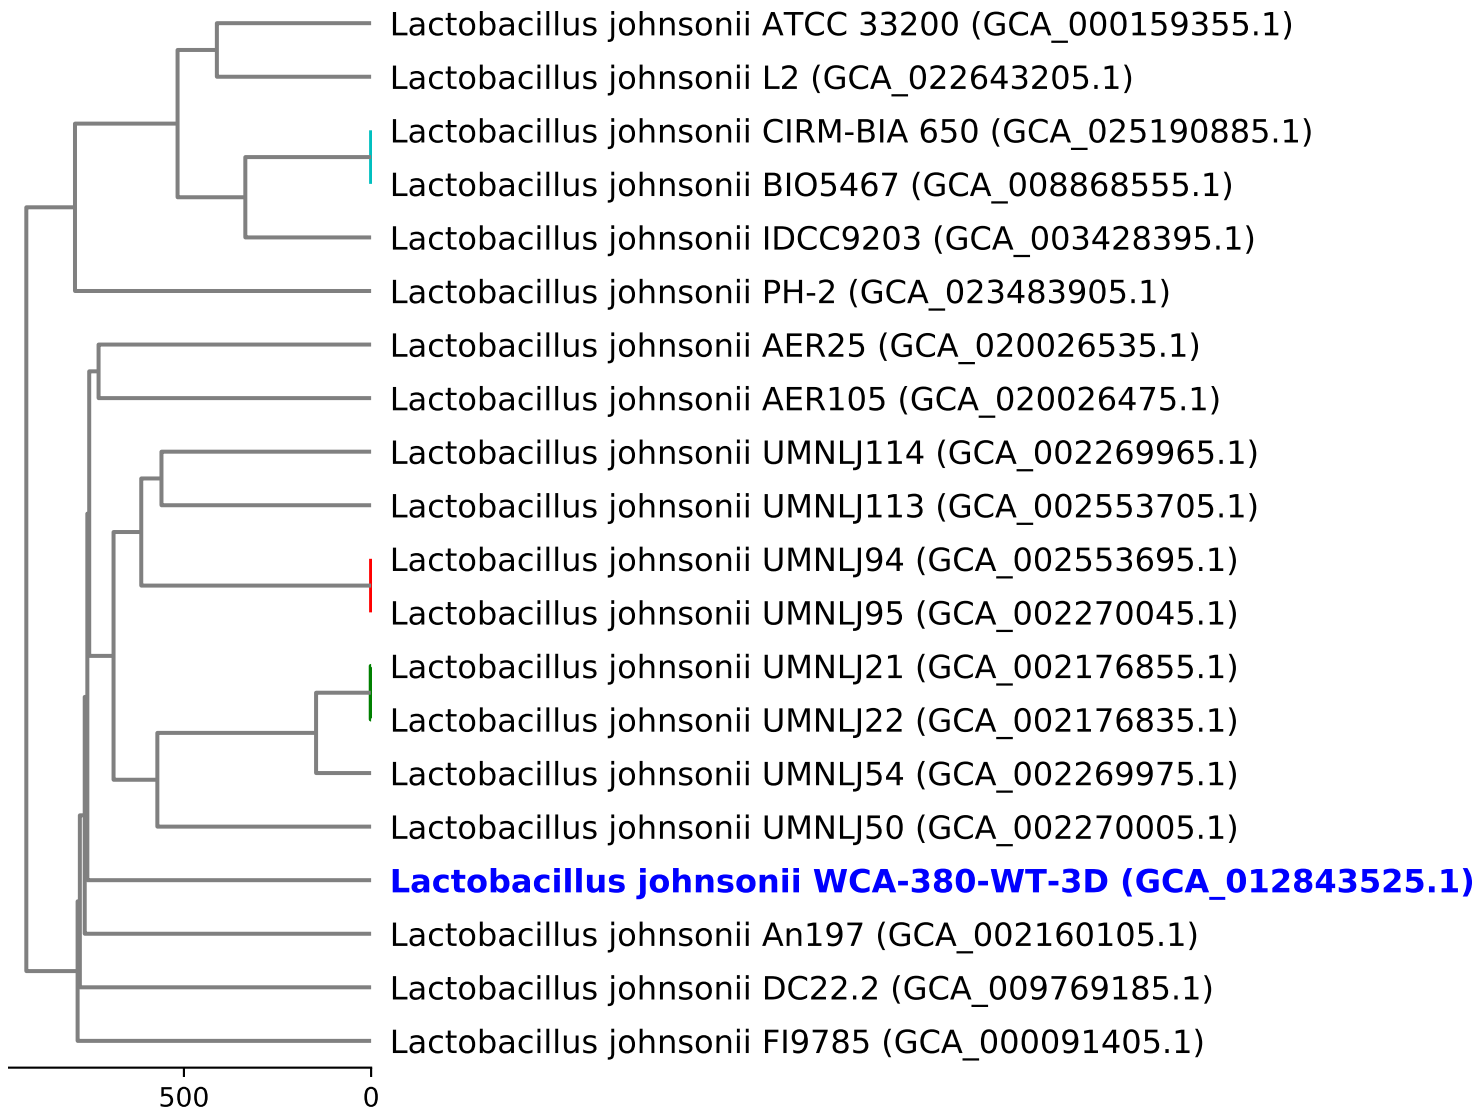 Lactobacillus johnsonii ATCC 33200 (GCA_000159355.1)
Lactobacillus johnsonii L2 (GCA_022643205.1)
Lactobacillus johnsonii CIRM-BIA 650 (GCA_025190885.1)
Lactobacillus johnsonii BIO5467 (GCA_008868555.1)
Lactobacillus johnsonii IDCC9203 (GCA_003428395.1)
Lactobacillus johnsonii PH-2 (GCA_023483905.1)
Lactobacillus johnsonii AER25 (GCA_020026535.1)
Lactobacillus johnsonii AER105 (GCA_020026475.1)
Lactobacillus johnsonii UMNLJ114 (GCA_002269965.1)
Lactobacillus johnsonii UMNLJ113 (GCA_002553705.1)
Lactobacillus johnsonii UMNLJ94 (GCA_002553695.1)
Lactobacillus johnsonii UMNLJ95 (GCA_002270045.1)
Lactobacillus johnsonii UMNLJ21 (GCA_002176855.1)
Lactobacillus johnsonii UMNLJ22 (GCA_002176835.1)
Lactobacillus johnsonii UMNLJ54 (GCA_002269975.1)
Lactobacillus johnsonii UMNLJ50 (GCA_002270005.1)
Lactobacillus johnsonii WCA-380-WT-3D (GCA_012843525.1)
Lactobacillus johnsonii An197 (GCA_002160105.1)
Lactobacillus johnsonii DC22.2 (GCA_009769185.1)
Lactobacillus johnsonii FI9785 (GCA_000091405.1)
500 0